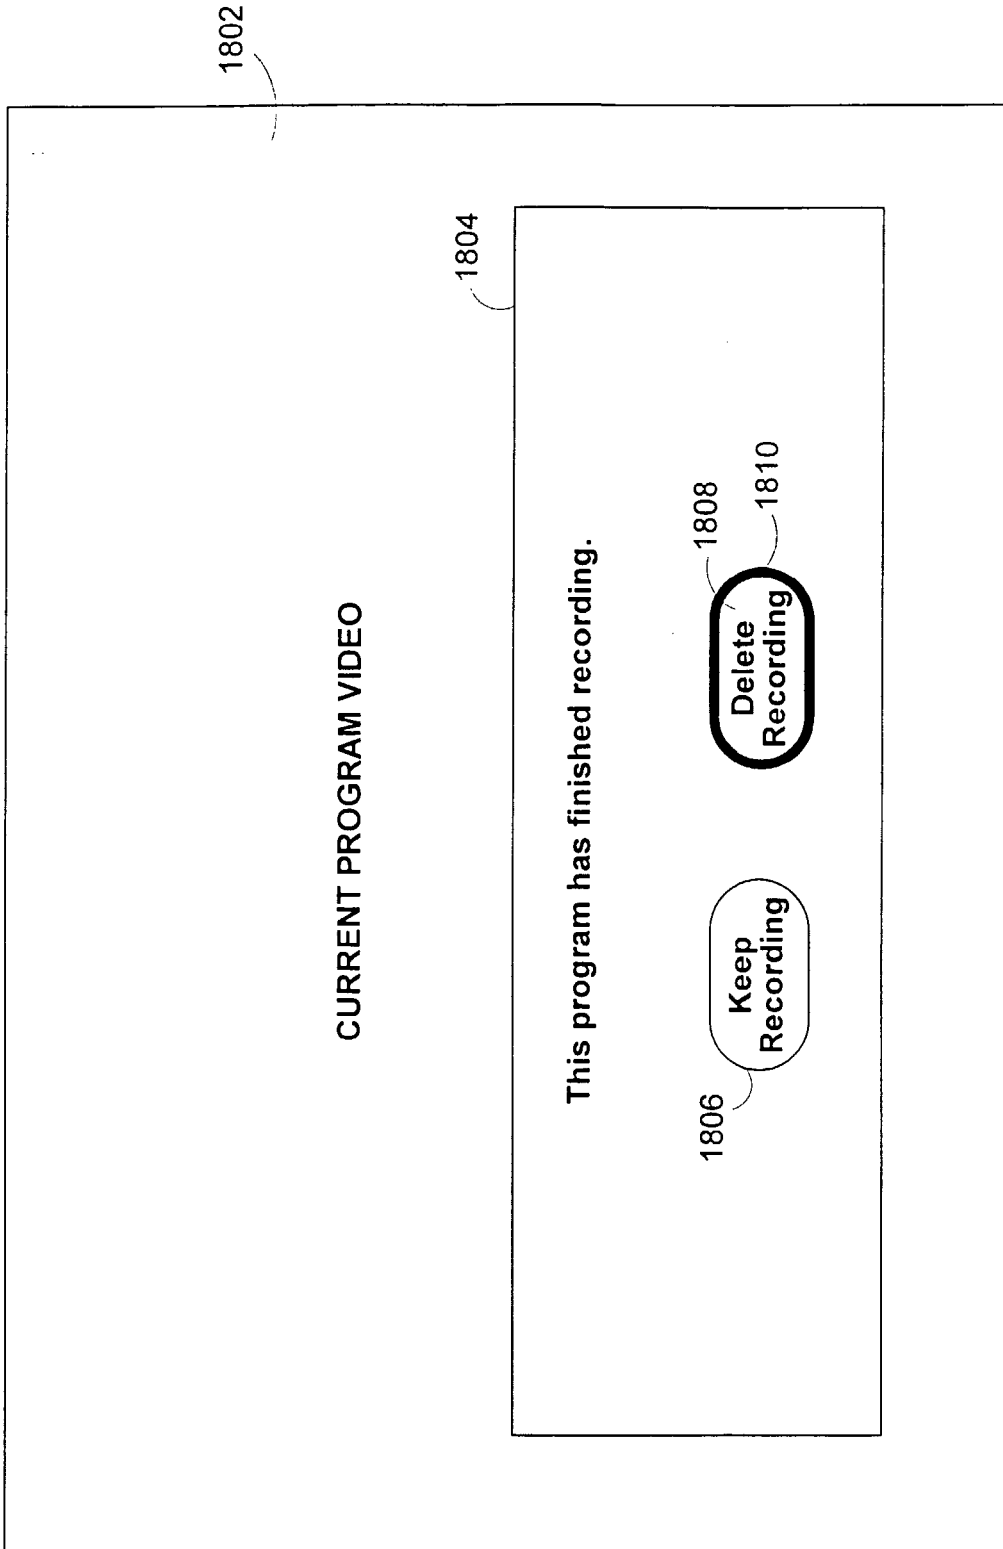 1802
CURRENT PROGRAM VIDEO
1804
This program has finished recording.
1806
Keep
Recording
1808
Delete
Recording
1810